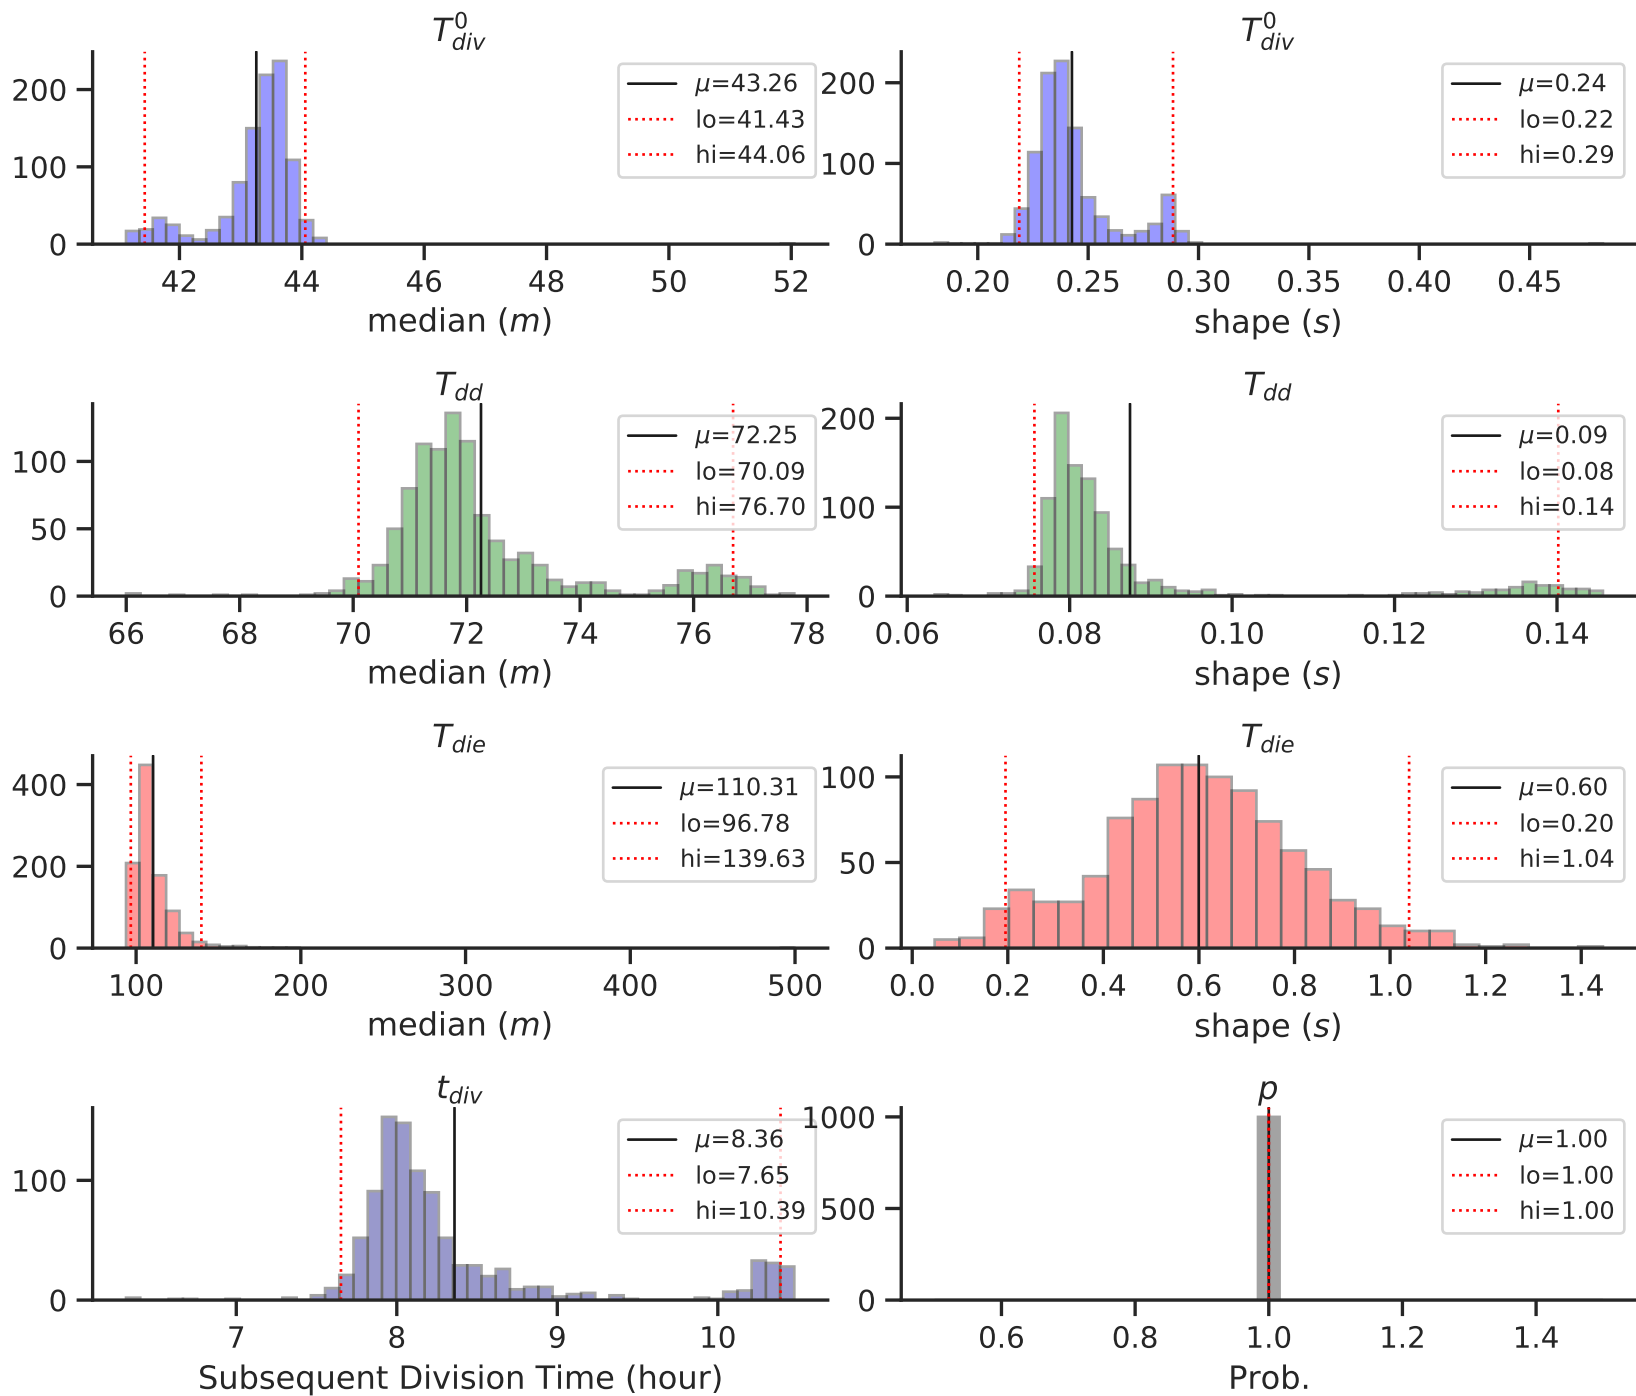 T⁰div
200
100
0
μ=43.26
lo=41.43
hi=44.06
42 44 46 48 50 52
median (m)
T⁰div
200
100
0
μ=0.24
lo=0.22
hi=0.29
0.20 0.25 0.30 0.35 0.40 0.45
shape (s)
Tdd
100
50
0
μ=72.25
lo=70.09
hi=76.70
66 68 70 72 74 76 78
median (m)
Tdd
200
100
0
μ=0.09
lo=0.08
hi=0.14
0.06 0.08 0.10 0.12 0.14
shape (s)
Tdie
400
200
0
μ=110.31
lo=96.78
hi=139.63
100 200 300 400 500
median (m)
Tdie
100
50
0
μ=0.60
lo=0.20
hi=1.04
0.0 0.2 0.4 0.6 0.8 1.0 1.2 1.4
shape (s)
tdiv
100
0
μ=8.36
lo=7.65
hi=10.39
7 8 9 10
Subsequent Division Time (hour)
p
1000
500
0
μ=1.00
lo=1.00
hi=1.00
0.6 0.8 1.0 1.2 1.4
Prob.